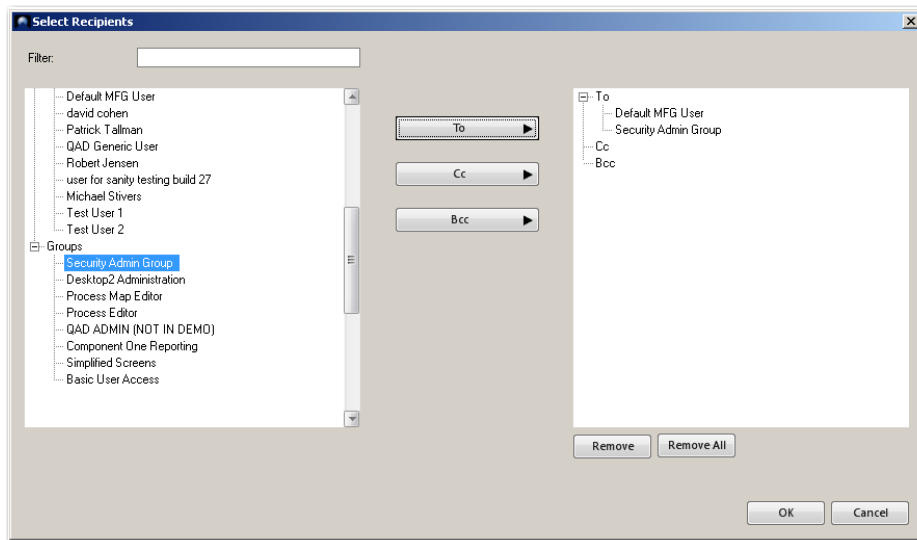 Select Recipients
Filter:
Default MFG User
david cohen
Patrick Tallman
QAD Generic User
Robert Jensen
user for sanity testing build 27
Michael Stivers
Test User 1
Test User 2
Groups
Security Admin Group
Desktop2 Administration
Process Map Editor
Process Editor
QAD ADMIN (NOT IN DEMO)
Component One Reporting
Simplified Screens
Basic User Access
To
Cc
Bcc
To
Default MFG User
Security Admin Group
Cc
Bcc
Remove
Remove All
OK
Cancel